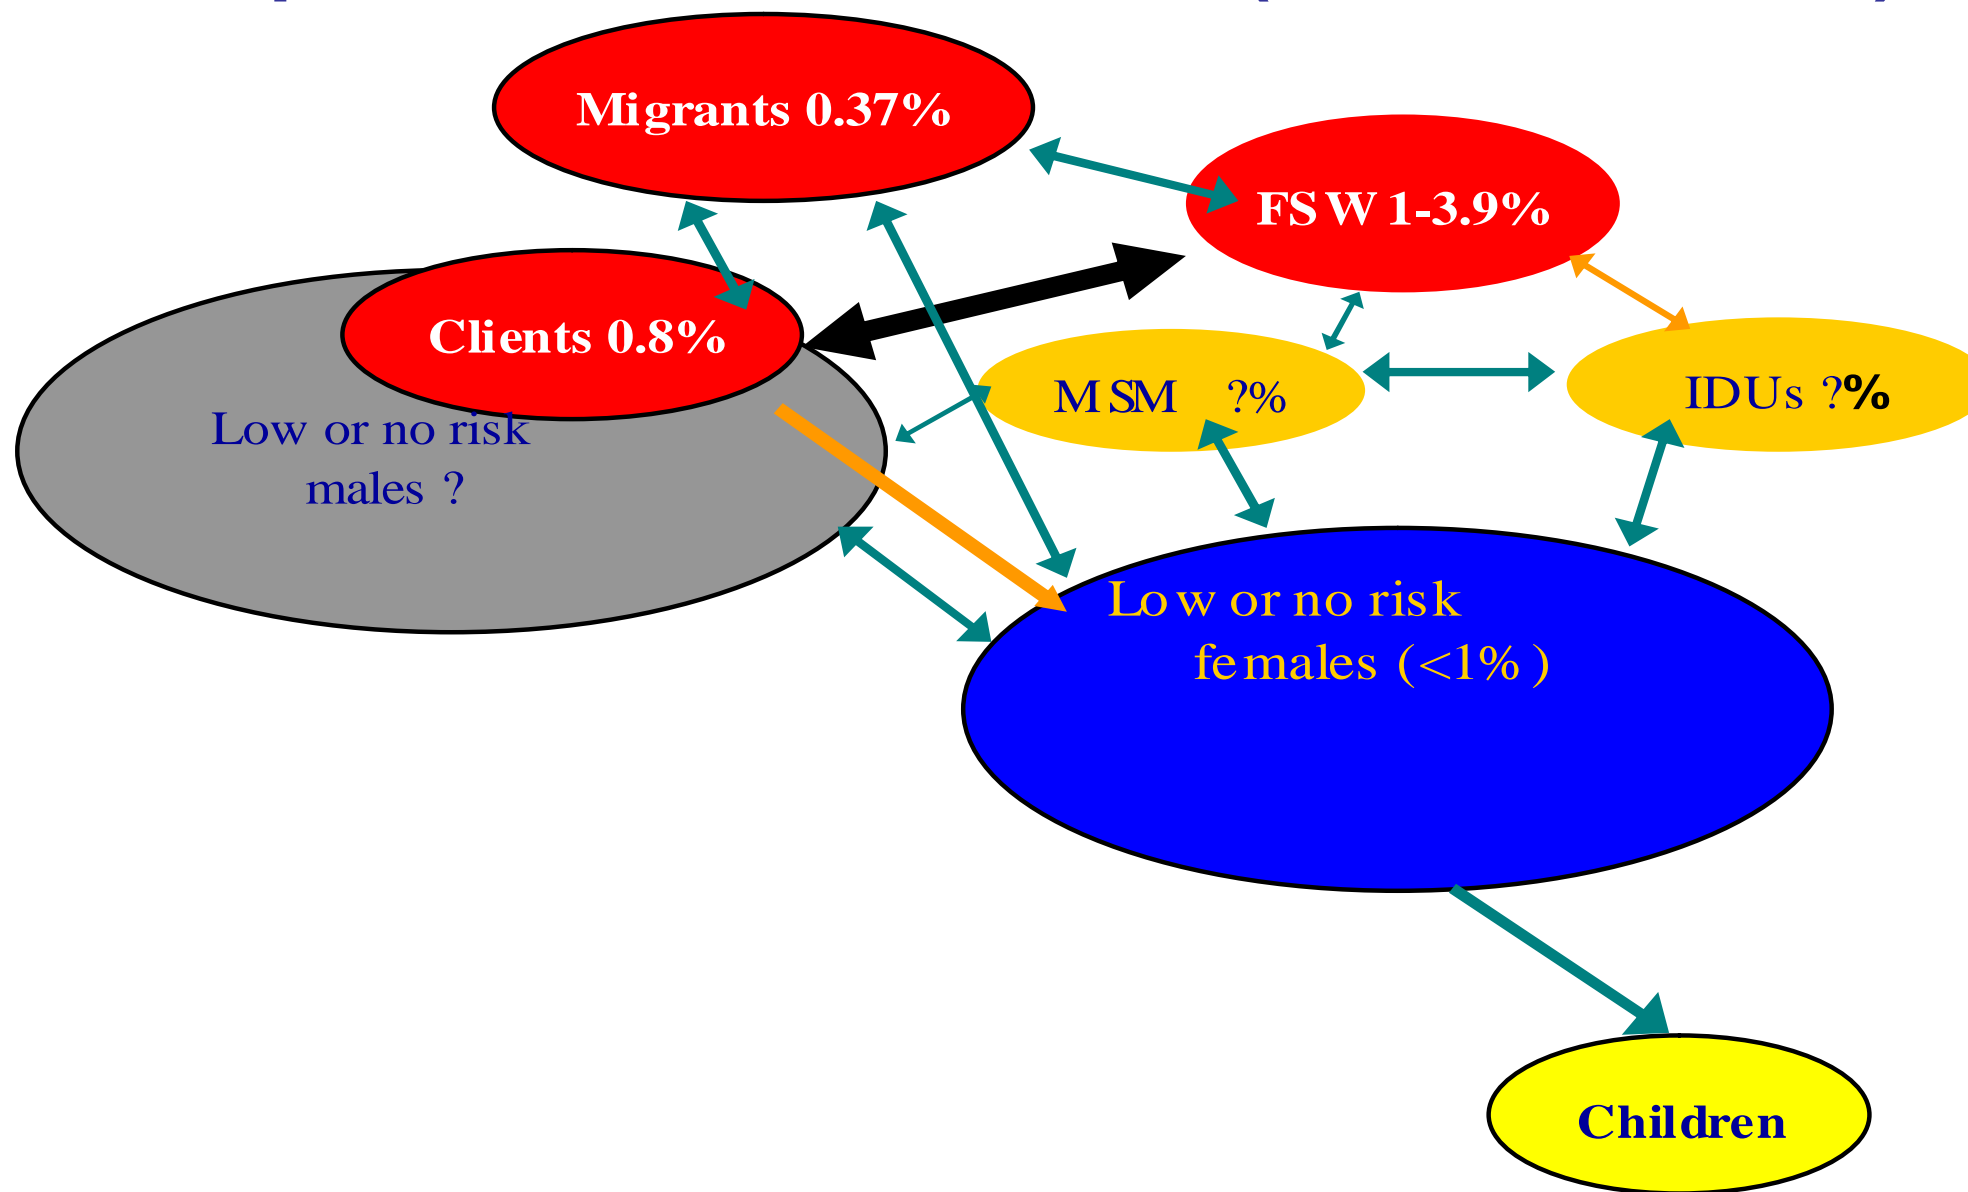 Migrants 0.37%
FSW 1-3.9%
Clients 0.8%
MSM ?%
IDUs ?%
Low or no risk
males ?
Low or no risk
females (<1%)
Children